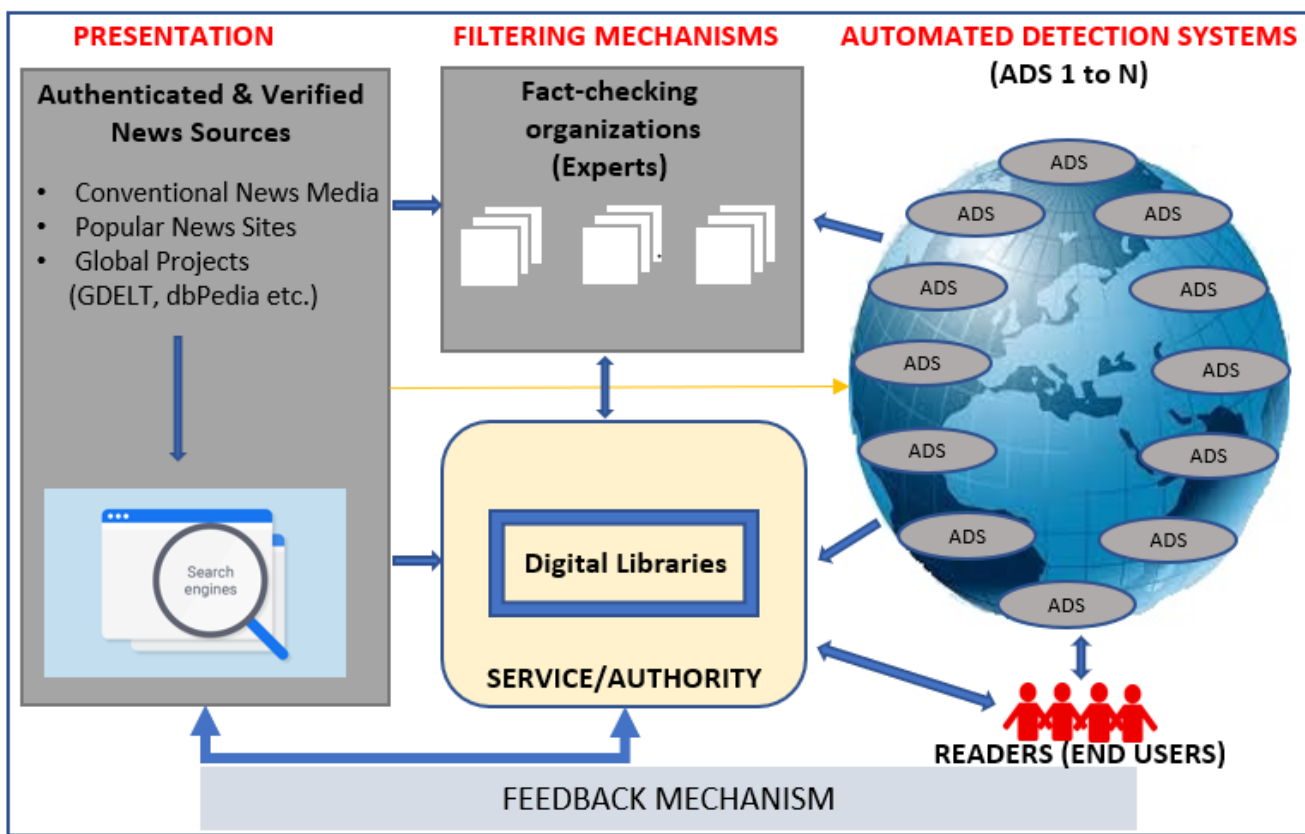 PRESENTATION
Authenticated & Verified
News Sources
• Conventional News Media
• Popular News Sites
• Global Projects
(GDELT, dbPedia etc.)
Search
engines
FILTERING MECHANISMS
Fact-checking
organizations
(Experts)
Digital Libraries
SERVICE/AUTHORITY
AUTOMATED DETECTION SYSTEMS
(ADS 1 to N)
ADS
ADS
ADS
ADS
ADS
ADS
ADS
ADS
ADS
ADS
ADS
ADS
READERS (END USERS)
FEEDBACK MECHANISM